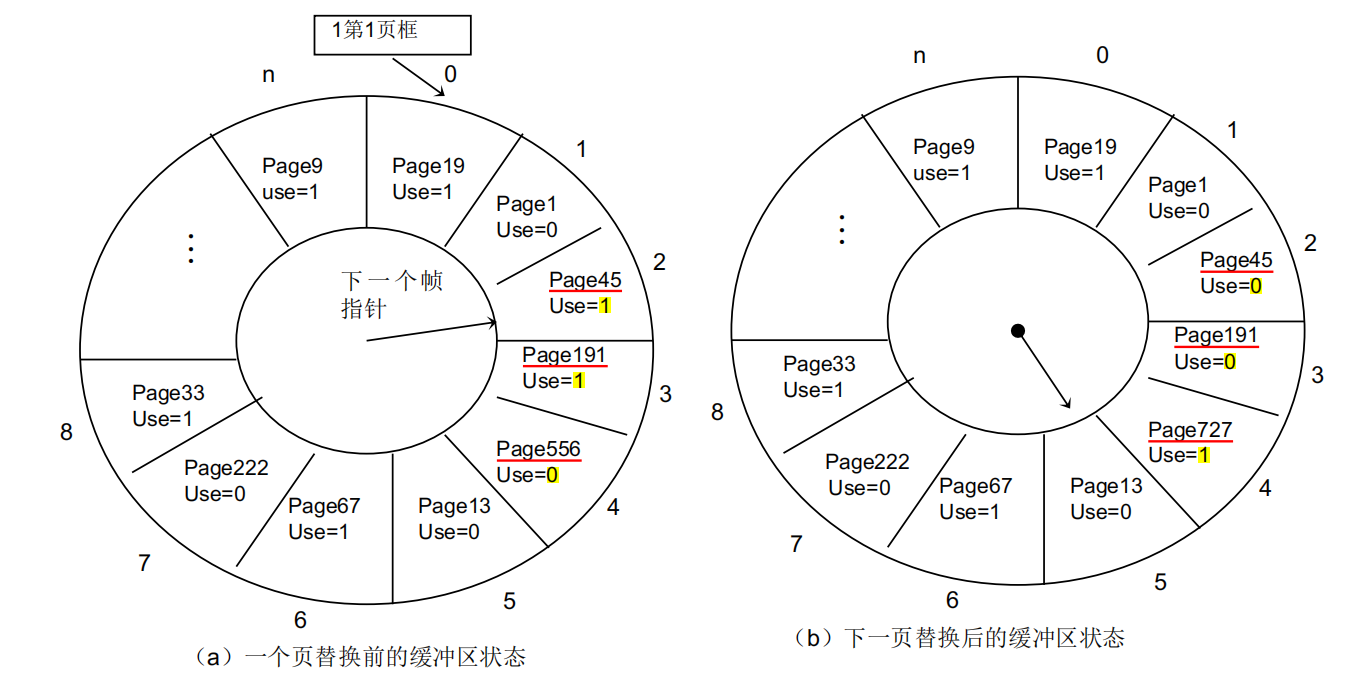 1第1页框
n
0
1
2
3
4
5
6
7
8
Page9
use=1
Page19
Use=1
Page1
Use=0
Page45
Use=1
Page191
Use=1
Page556
Use=0
Page13
Use=0
Page67
Use=1
Page222
Use=0
Page33
Use=1
⋮
下一个帧
指针
（a）一个页替换前的缓冲区状态
n
0
1
2
3
4
5
6
7
8
Page9
use=1
Page19
Use=1
Page1
Use=0
Page45
Use=0
Page191
Use=0
Page727
Use=1
Page13
Use=0
Page67
Use=1
Page222
Use=0
Page33
Use=1
⋮
（b）下一页替换后的缓冲区状态